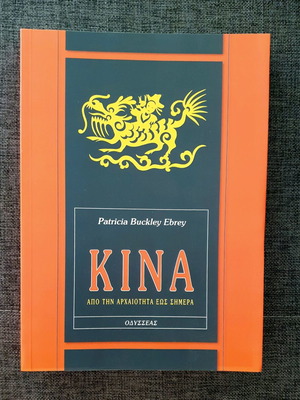 Patricia Buckley Ebrey
ΚΙΝΑ
ΑΠΟ ΤΗΝ ΑΡΧΑΙΟΤΗΤΑ ΕΩΣ ΣΗΜΕΡΑ
ΟΔΥΣΣΕΑΣ